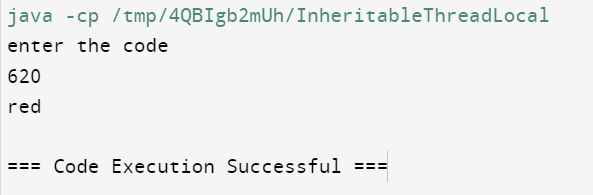 java -cp /tmp/4QBIgb2mUh/InheritableThreadLocal
enter the code
620
red
=== Code Execution Successful ===